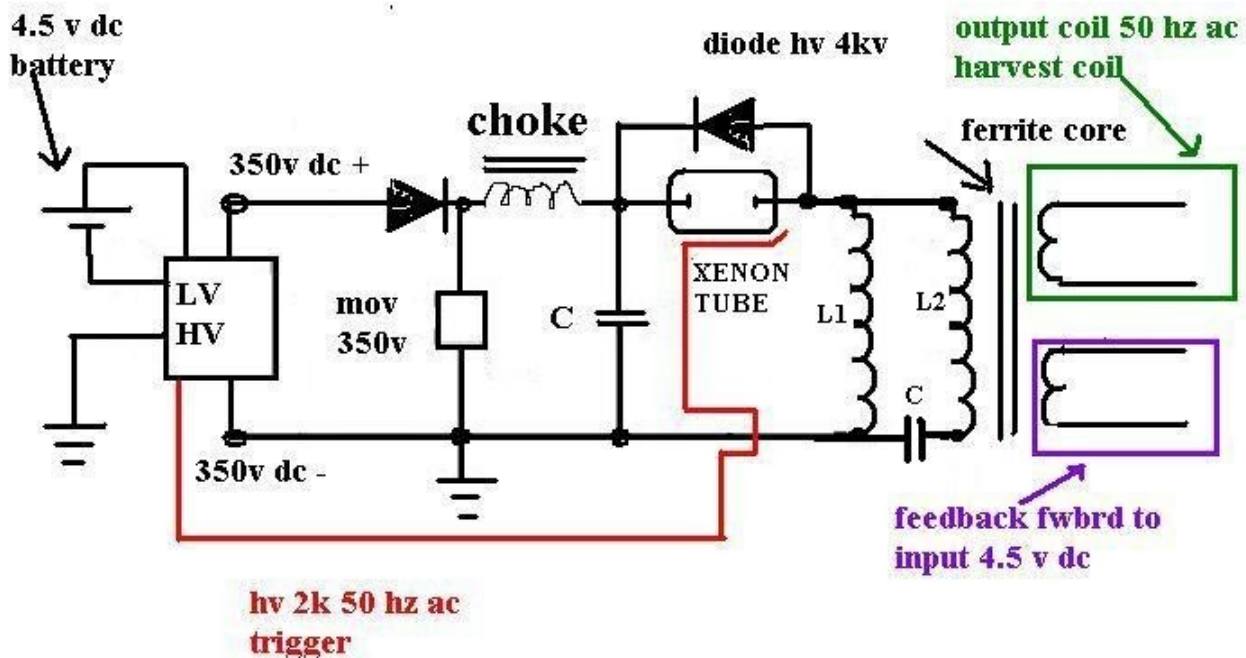 4.5 v dc
battery
diode hv 4kv
output coil 50 hz ac
harvest coil
choke
ferrite core
350v dc +
LV
HV
mov
350v
C
XENON
TUBE
L1
L2
C
350v dc -
feedback fwbrd to
input 4.5 v dc
hv 2k 50 hz ac
trigger